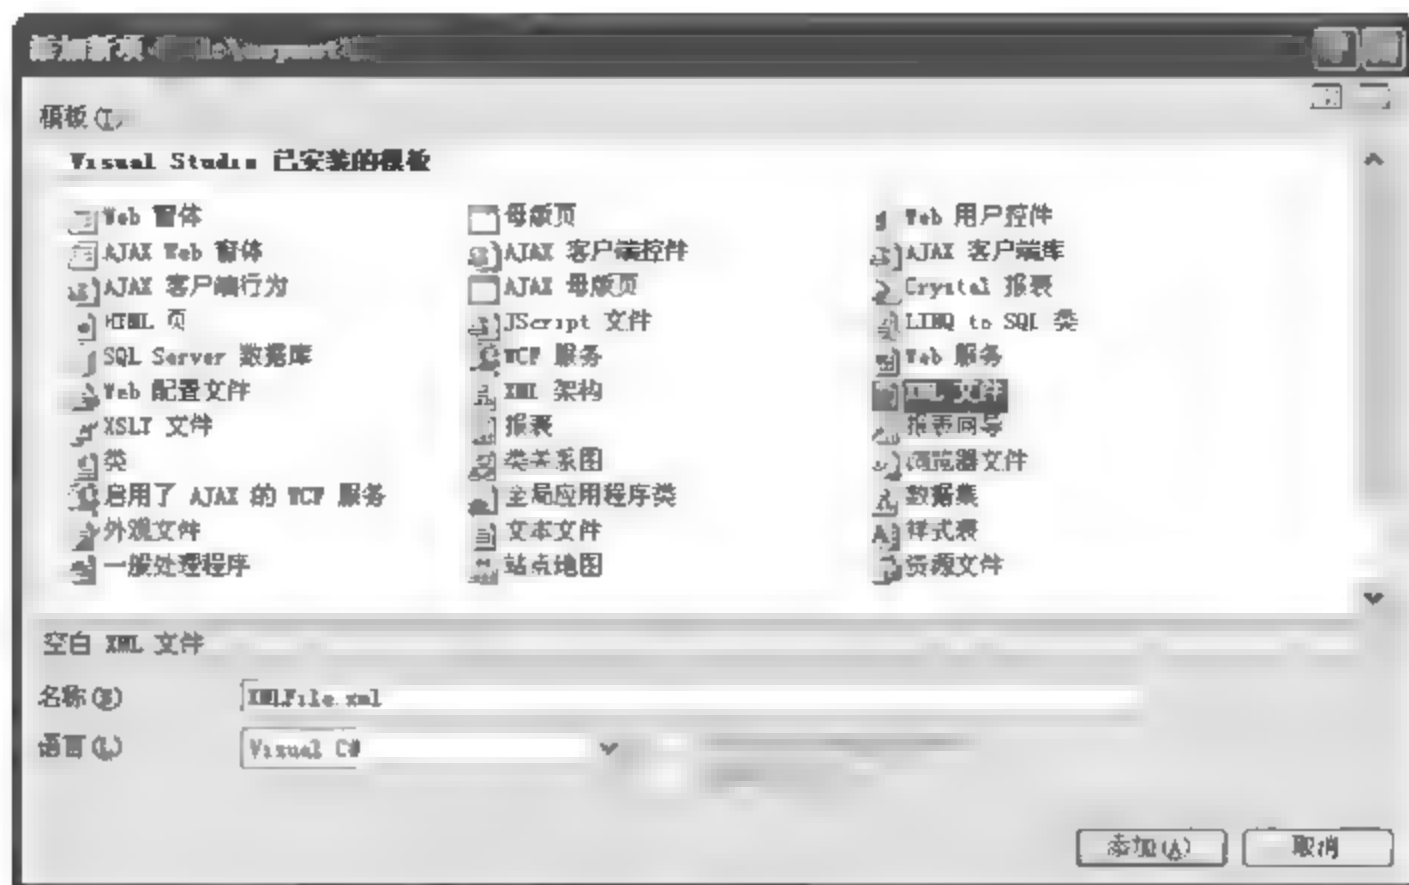 添加新项
模板(T)
Visual Studio 已安装的模板
Web 窗体 母版页 Web 用户控件
AJAX Web 窗体 AJAX 客户端控件 AJAX 客户端库
AJAX 客户端行为 AJAX 母版页 Crystal 报表
HTML 页 JScript 文件 LINQ to SQL 类
SQL Server 数据库 WCF 服务 Web 服务
Web 配置文件 XML 架构 XML 文件
XSLT 文件 报表 报表向导
类 类关系图 浏览器文件
启用了 AJAX 的 WCF 服务 全局应用程序类 数据集
外观文件 文本文件 样式表
一般处理程序 站点地图 资源文件
空白 XML 文件
名称(N) XMLFile.xml
语言(L) Visual C#
添加(A) 取消